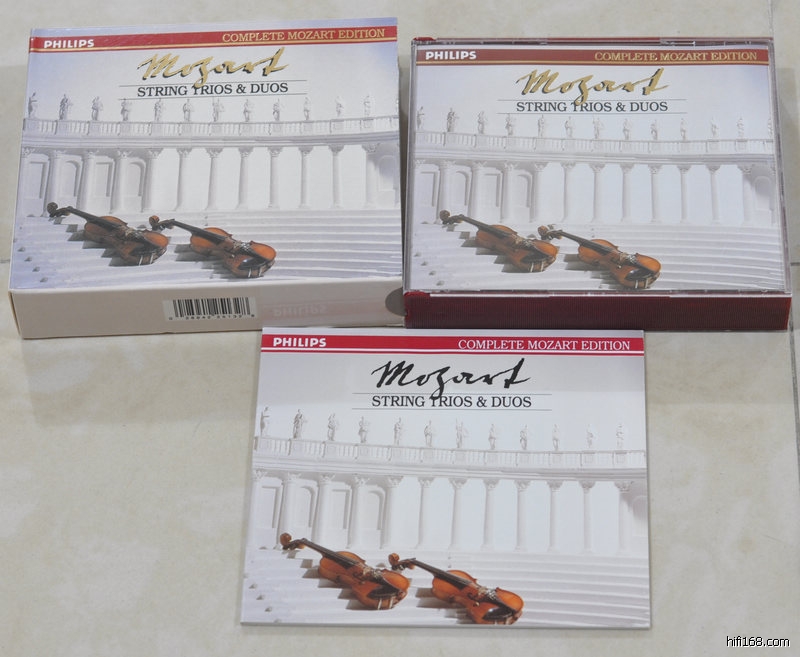 PHILIPS COMPLETE MOZART EDITION
Mozart
STRING TRIOS & DUOS
PHILIPS
PHILIPS COMPLETE MOZART EDITION
Mozart
STRING TRIOS & DUOS
PHILIPS COMPLETE MOZART EDITION
Mozart
STRING TRIOS & DUOS
hifi168.com